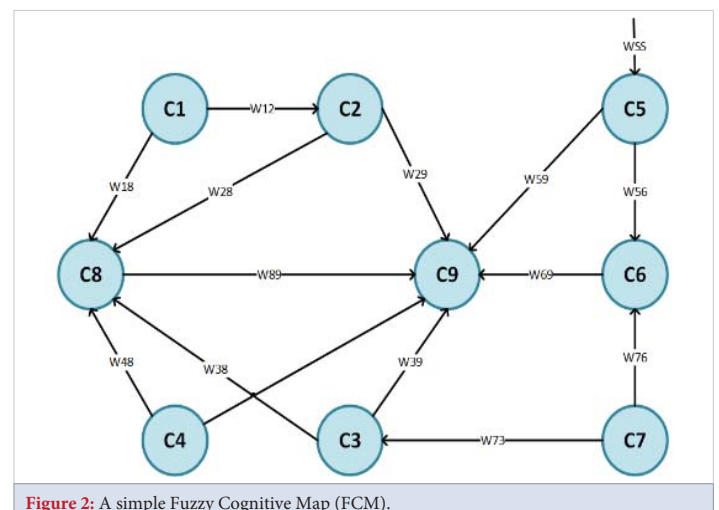 W55
C1
W12
C2
C5
W18
W28
W29
W59
W56
C8
W89
C9
W69
C6
W48
W38
W39
W76
C4
C3
W73
C7
Figure 2: A simple Fuzzy Cognitive Map (FCM).